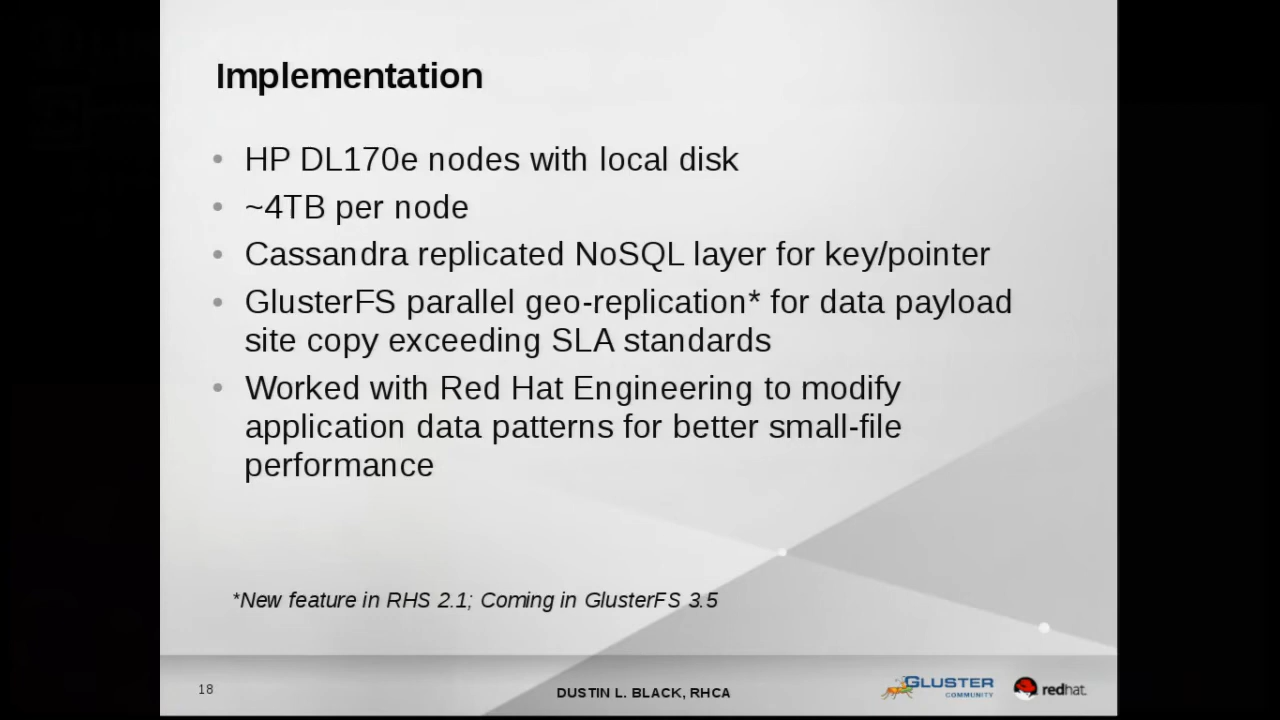 Implementation
• HP DL170e nodes with local disk
• ~4TB per node
• Cassandra replicated NoSQL layer for key/pointer
• GlusterFS parallel geo-replication* for data payload
site copy exceeding SLA standards
• Worked with Red Hat Engineering to modify
application data patterns for better small-file
performance
*New feature in RHS 2.1; Coming in GlusterFS 3.5
18
DUSTIN L. BLACK, RHCA
GLUSTER
COMMUNITY
redhat.